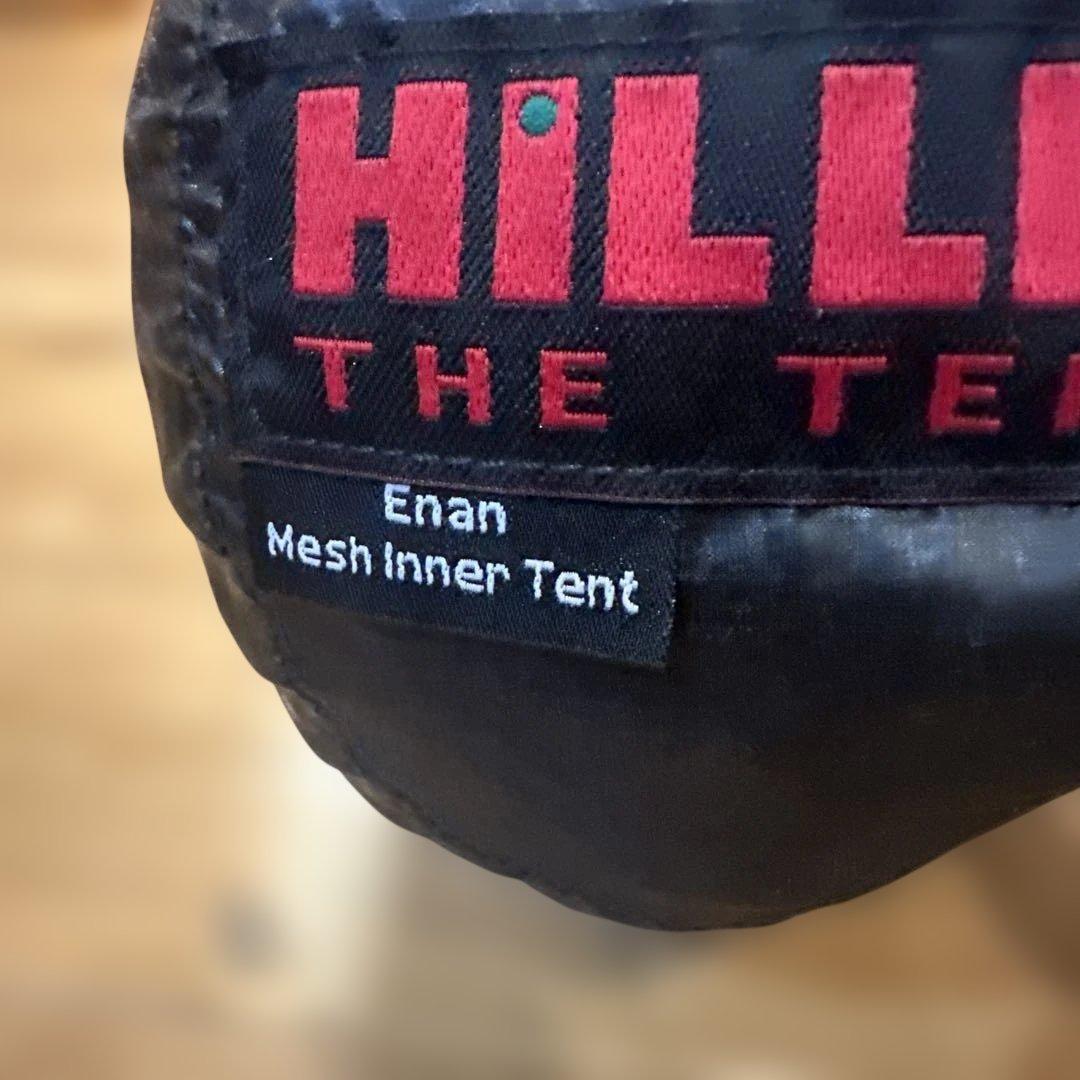 HiLL
THE TE
Enan
Mesh Inner Tent